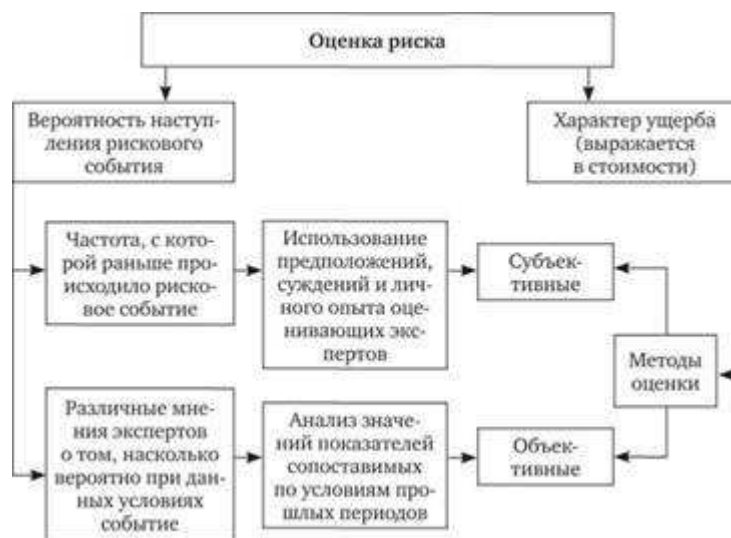 Оценка риска
Вероятность наступ-
ления рискового
события
Характер ущерба
(выражается
в стоимости)
Частота, с кото-
рой раньше про-
исходило риско-
вое событие
Использование
предположений,
суждений и лич-
ного опыта оце-
нивающих экс-
пертов
Субъек-
тивные
Методы
оценки
Различные мне-
ния экспертов
о том, насколько
вероятно при дан-
ных условиях
событие
Анализ значе-
ний показателей
сопоставимых
по условиям про-
шлых периодов
Объек-
тивные